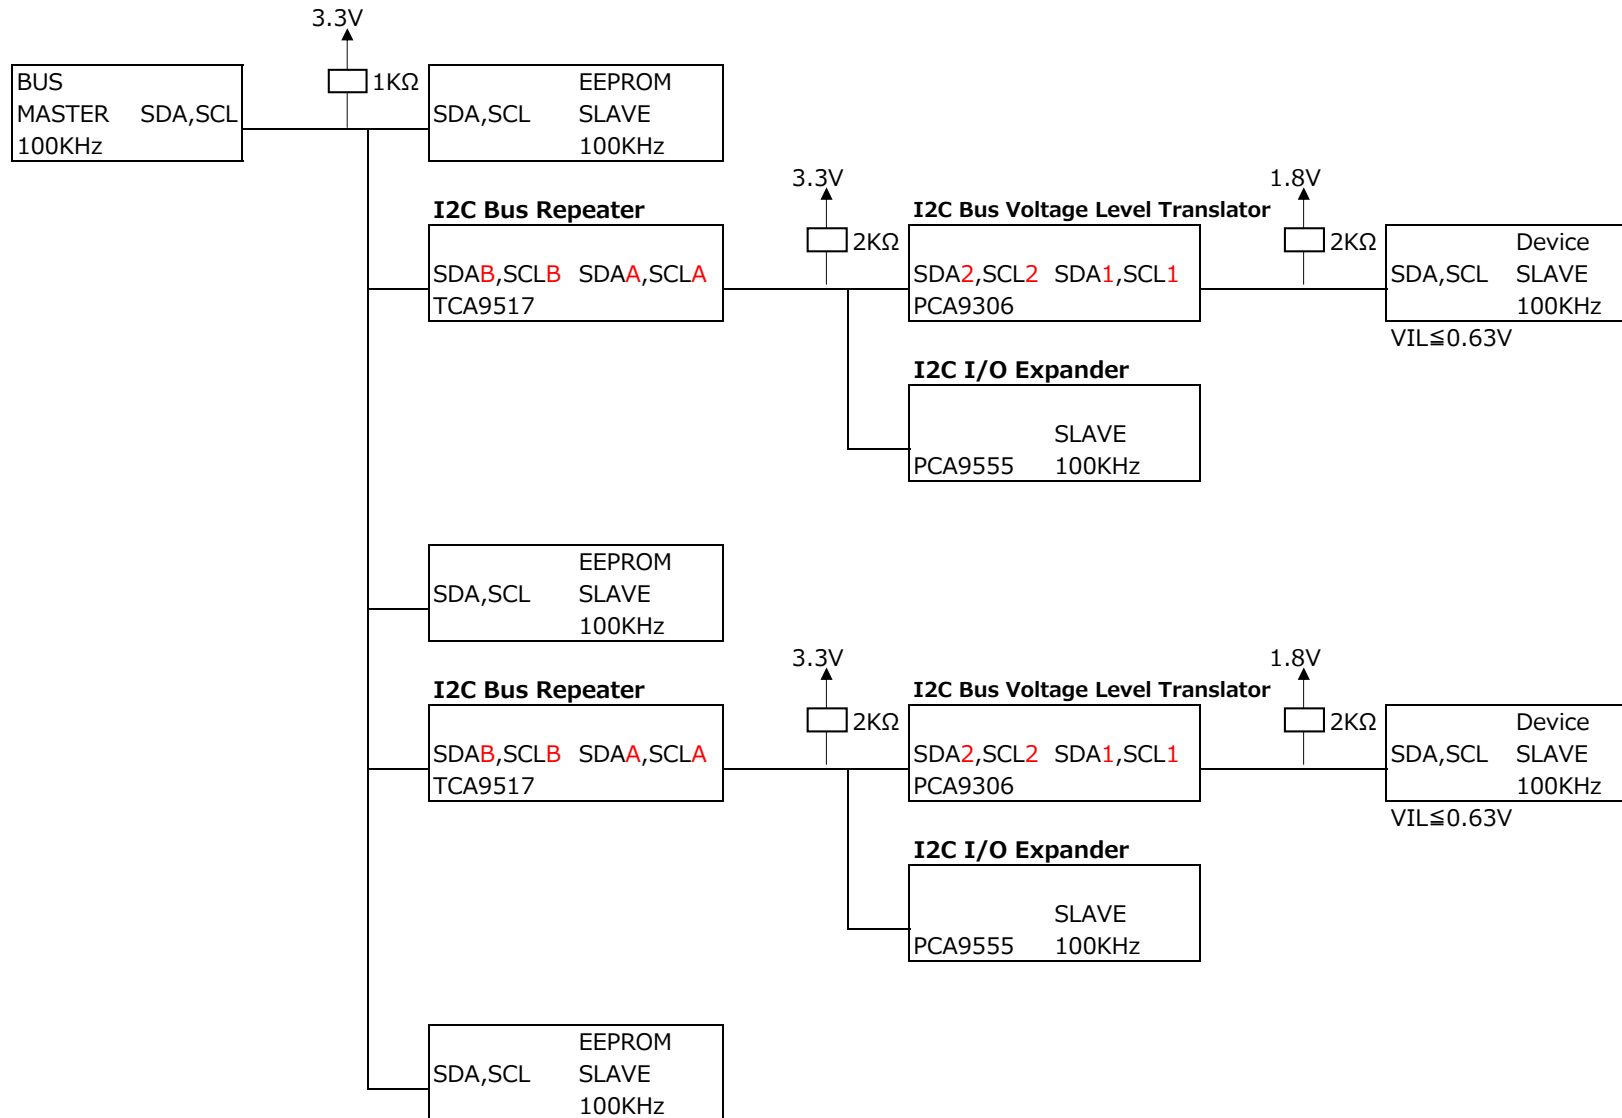 3.3V
BUS
MASTER SDA,SCL
100KHz
1KΩ
EEPROM
SDA,SCL SLAVE
100KHz
I2C Bus Repeater
SDAB,SCLB SDAA,SCLA
TCA9517
3.3V
2KΩ
I2C Bus Voltage Level Translator
SDA2,SCL2 SDA1,SCL1
PCA9306
1.8V
2KΩ
Device
SDA,SCL SLAVE
100KHz
VIL≦0.63V
I2C I/O Expander
SLAVE
PCA9555 100KHz
EEPROM
SDA,SCL SLAVE
100KHz
I2C Bus Repeater
SDAB,SCLB SDAA,SCLA
TCA9517
3.3V
2KΩ
I2C Bus Voltage Level Translator
SDA2,SCL2 SDA1,SCL1
PCA9306
1.8V
2KΩ
Device
SDA,SCL SLAVE
100KHz
VIL≦0.63V
I2C I/O Expander
SLAVE
PCA9555 100KHz
EEPROM
SDA,SCL SLAVE
100KHz